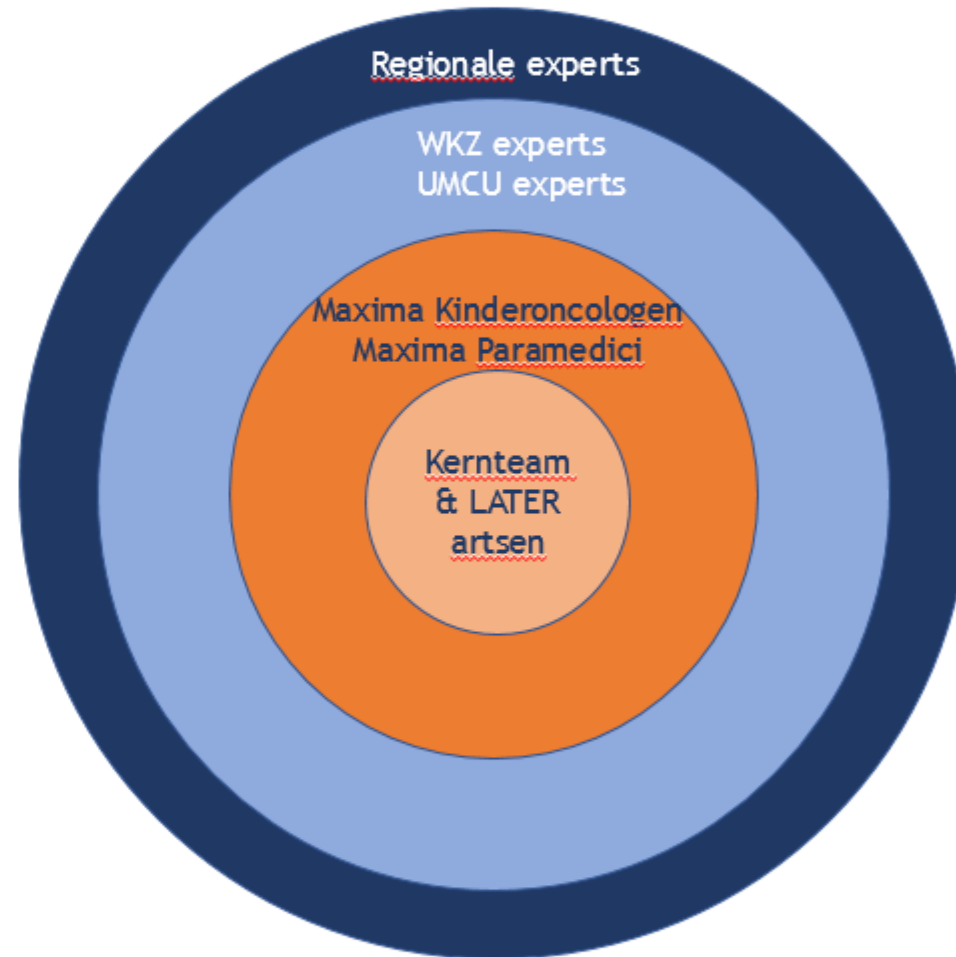 Regionale experts
WKZ experts
UMCU experts
Maxima Kinderoncologen
Maxima Paramedici
Kernteam
& LATER
artsen